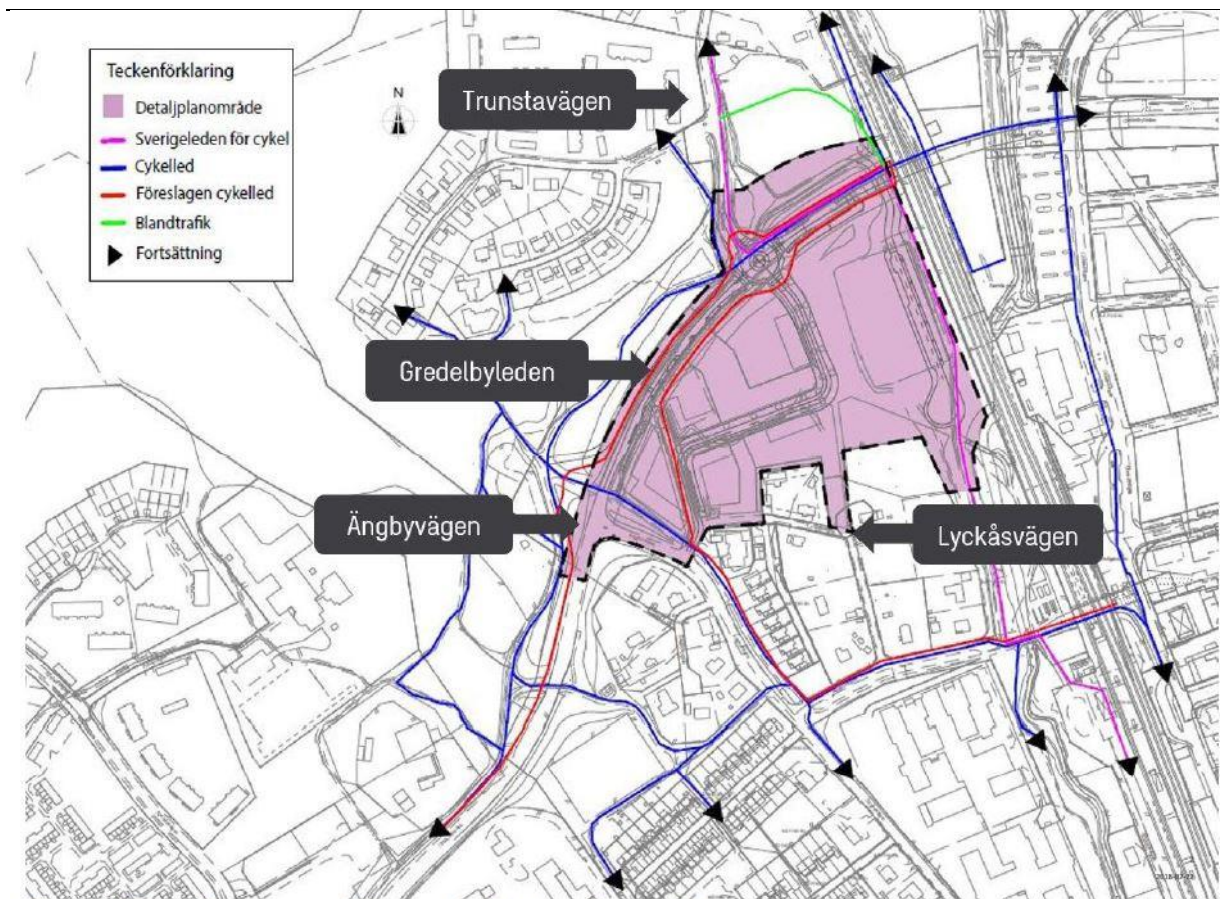 Teckenförklaring
Detaljplanområde
Sverigeleden för cykel
Cykelled
Föreslagen cykelled
Blandtrafik
Fortsättning
N
Trunstavägen
Gredelbyleden
Ängbyvägen
Lyckåsvägen